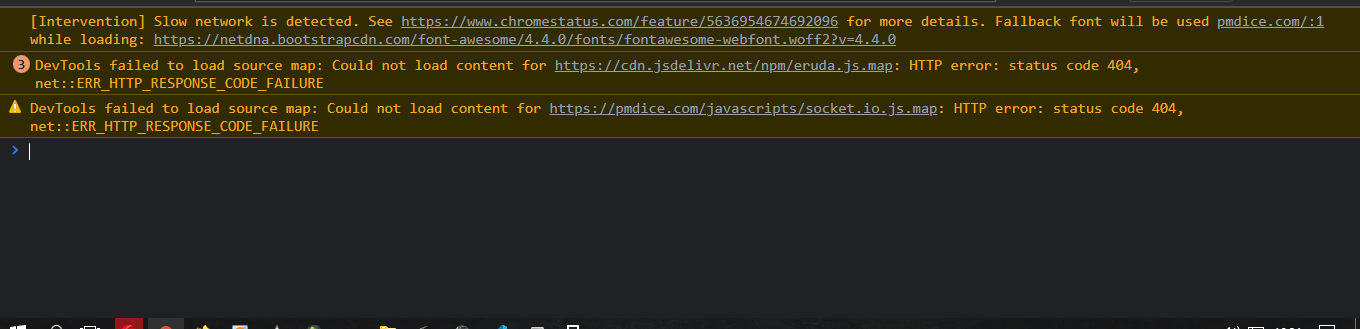 [Intervention] Slow network is detected. See https://www.chromestatus.com/feature/5636954674692096 for more details. Fallback font will be used pmdice.com/:1
while loading: https://netdna.bootstrapcdn.com/font-awesome/4.4.0/fonts/fontawesome-webfont.woff2?v=4.4.0
3 DevTools failed to load source map: Could not load content for https://cdn.jsdelivr.net/npm/eruda.js.map: HTTP error: status code 404,
net::ERR_HTTP_RESPONSE_CODE_FAILURE
DevTools failed to load source map: Could not load content for https://pmdice.com/javascripts/socket.io.js.map: HTTP error: status code 404,
net::ERR_HTTP_RESPONSE_CODE_FAILURE
>